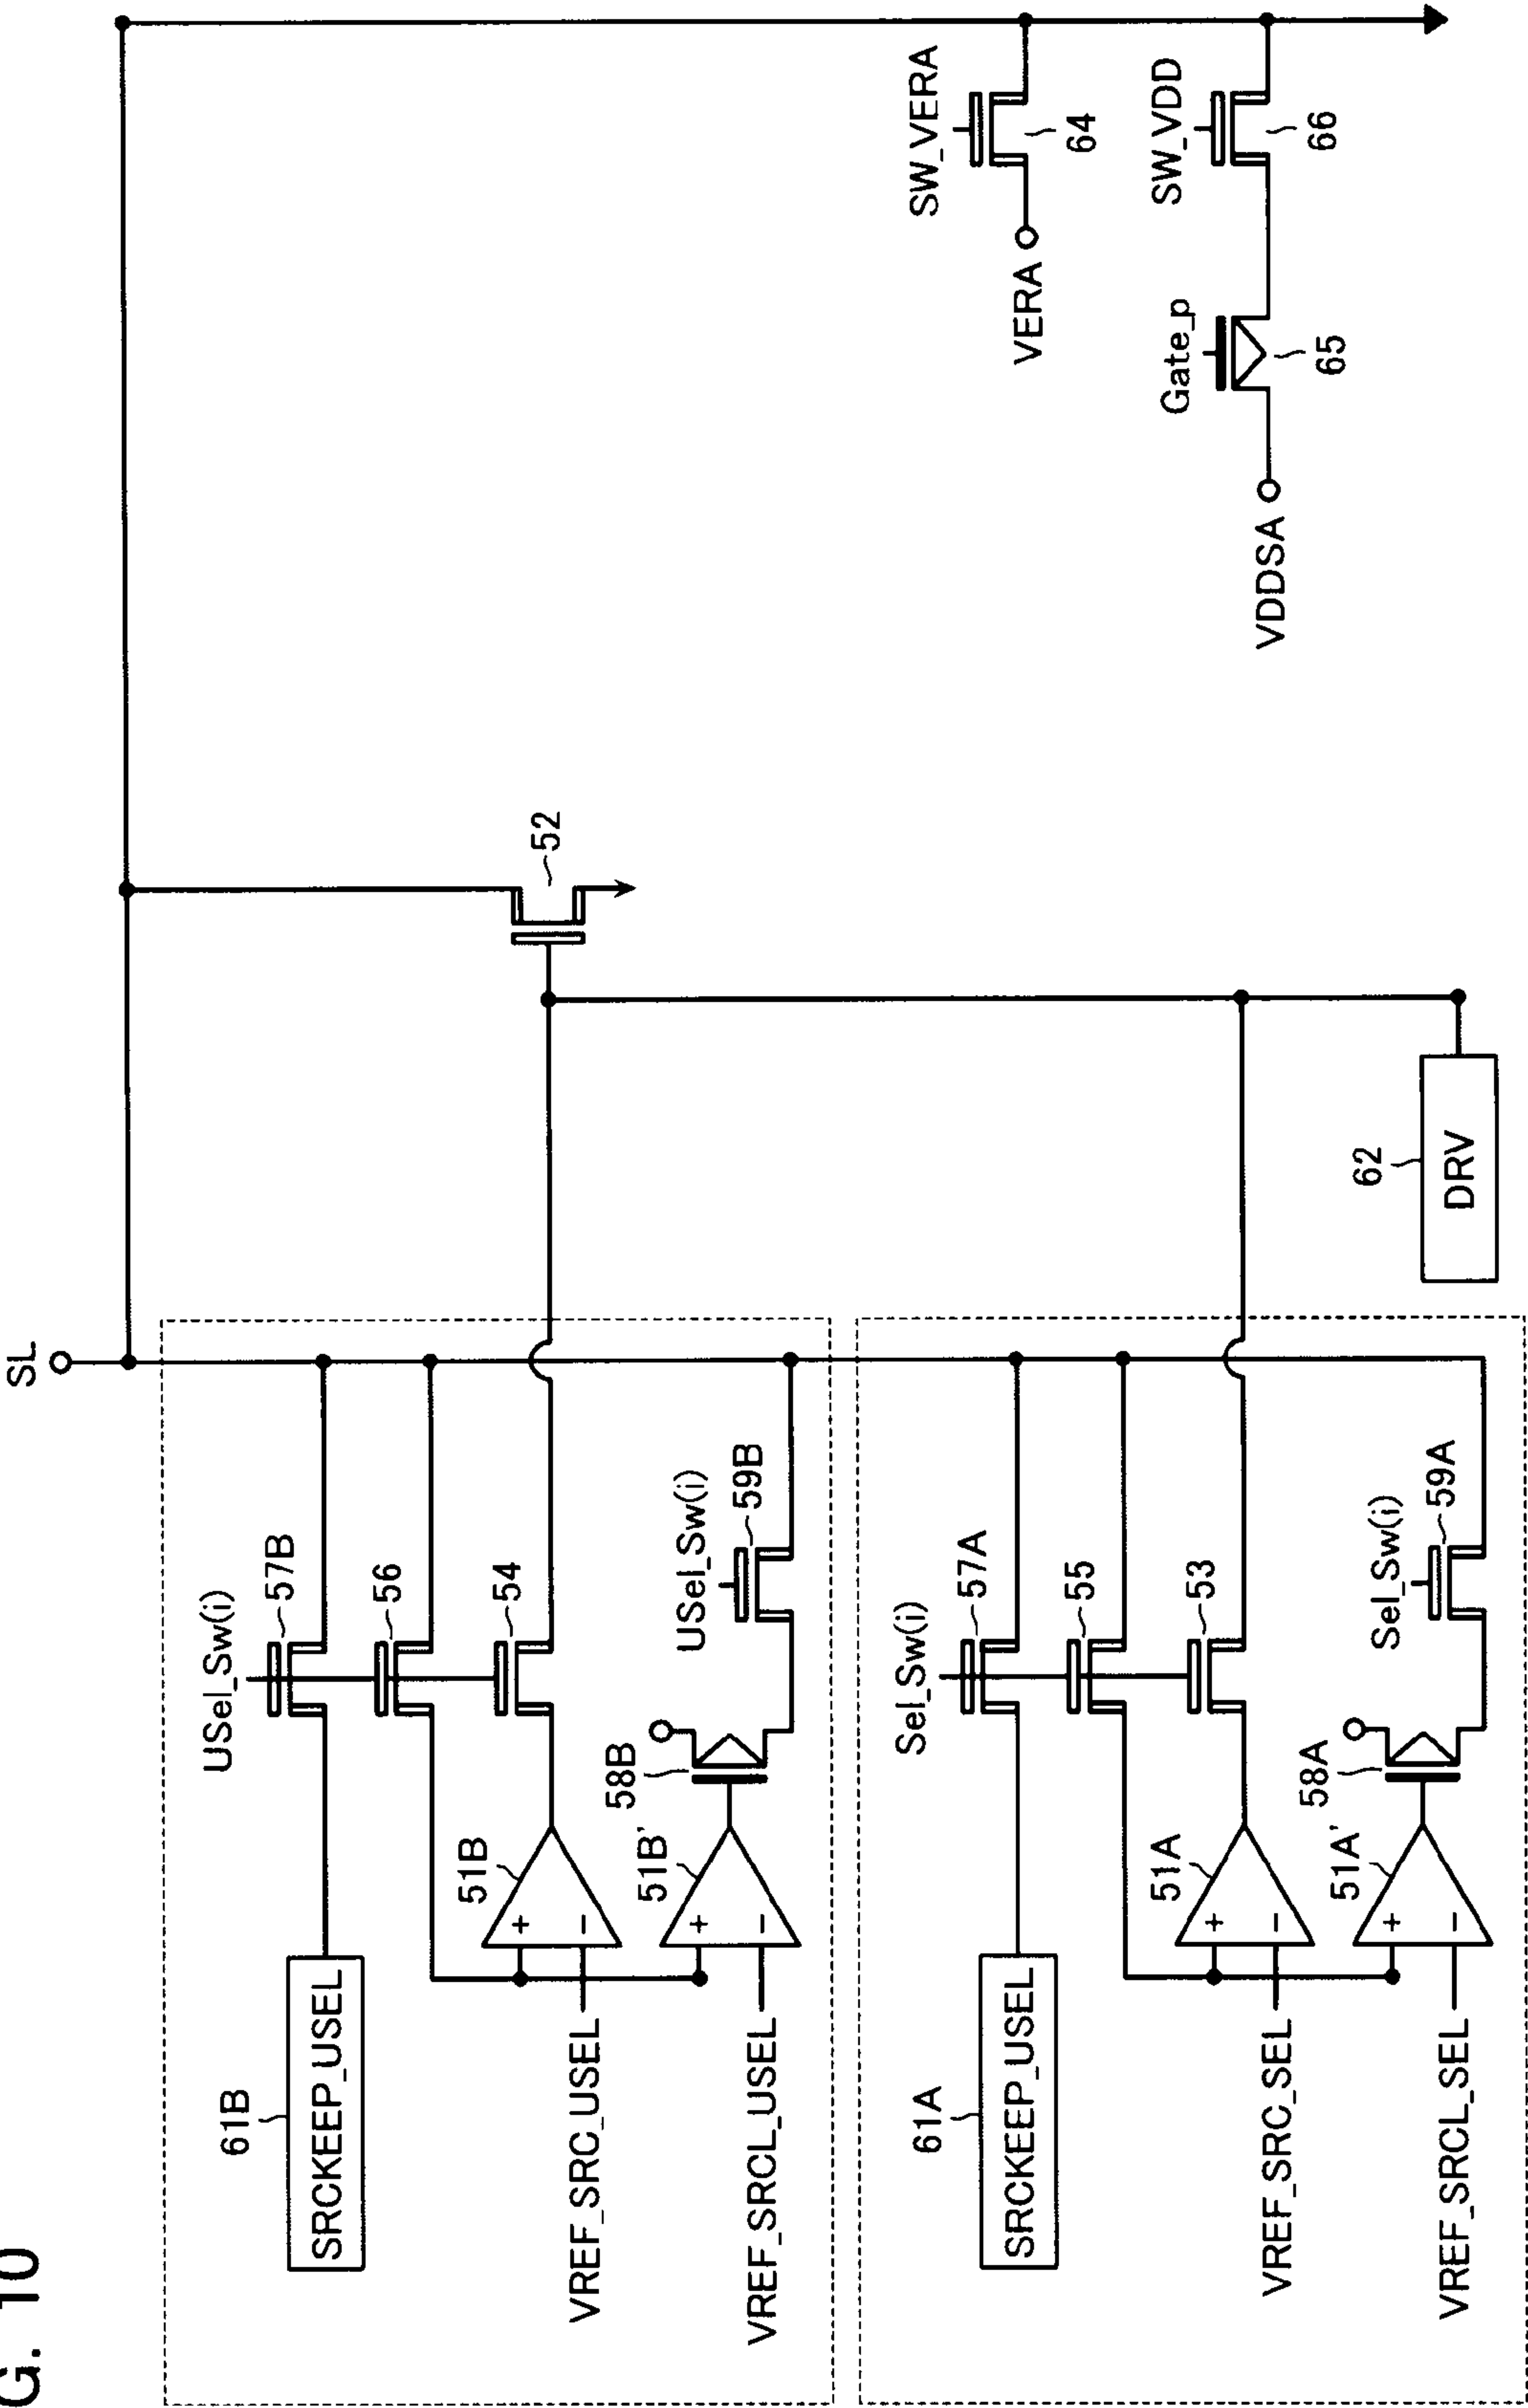 G. 10
SL
USel_Sw(i)
57B
56
54
61B
SRCKEEP_USEL
51B
VREF_SRC_USEL
USel_Sw(i)
59B
58B
51B'
VREF_SRCL_USEL
Sel_Sw(i)
57A
55
53
61A
SRCKEEP_USEL
51A
VREF_SRC_SEL
Sel_Sw(i)
59A
58A
51A'
VREF_SRCL_SEL
+
−
+
−
+
−
+
−
52
62
DRV
SW_VERA
64
VERA
SW_VDD
66
Gate_p
65
VDDSA